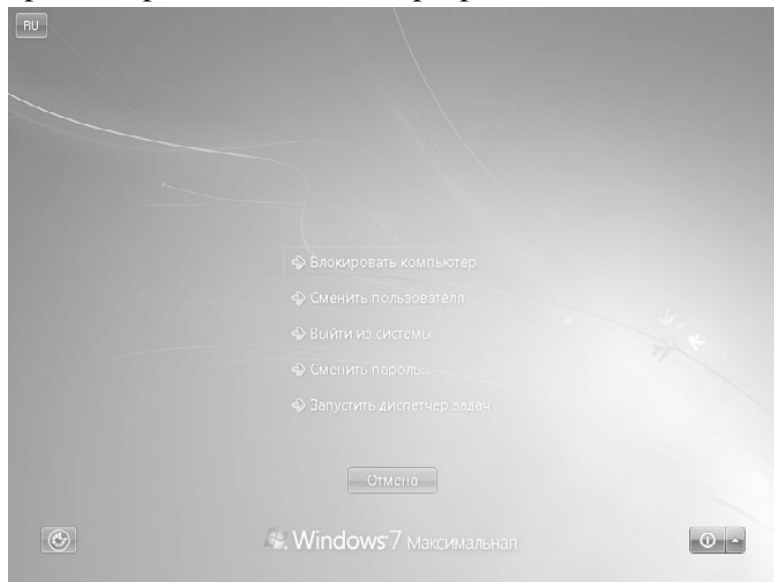 RU
Блокировать компьютер
Сменить пользователя
Выйти из системы
Сменить пароль...
Запустить диспетчер задач
Отмена
Windows 7 Максимальная